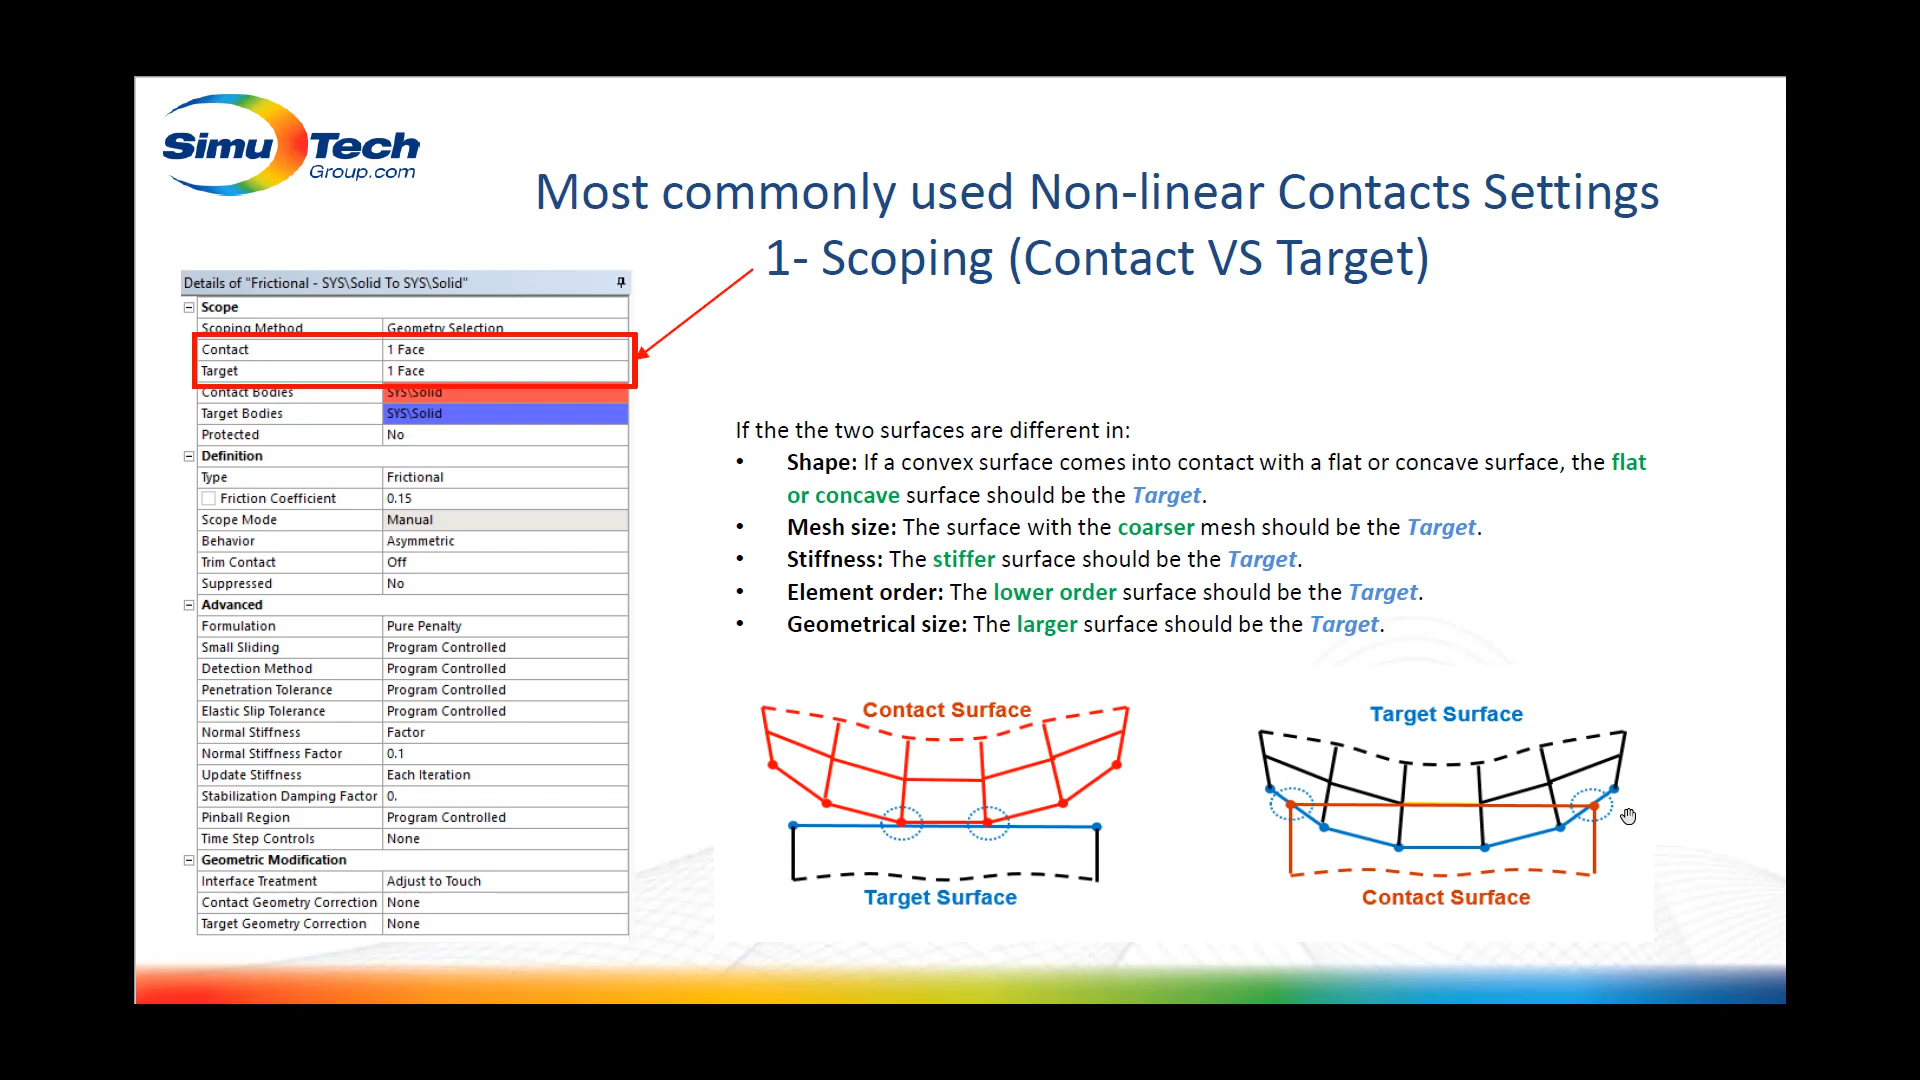 Simu Tech
Group.com
Most commonly used Non-linear Contacts Settings
1- Scoping (Contact VS Target)
Details of "Frictional - SYS\Solid To SYS\Solid"
Scope
Scoping Method Geometry Selection
Contact 1 Face
Target 1 Face
Contact Bodies SYS\Solid
Target Bodies SYS\Solid
Protected No
Definition
Type Frictional
Friction Coefficient 0.15
Scope Mode Manual
Behavior Asymmetric
Trim Contact Off
Suppressed No
Advanced
Formulation Pure Penalty
Small Sliding Program Controlled
Detection Method Program Controlled
Penetration Tolerance Program Controlled
Elastic Slip Tolerance Program Controlled
Normal Stiffness Factor
Normal Stiffness Factor 0.1
Update Stiffness Each Iteration
Stabilization Damping Factor 0.
Pinball Region Program Controlled
Time Step Controls None
Geometric Modification
Interface Treatment Adjust to Touch
Contact Geometry Correction None
Target Geometry Correction None
If the the two surfaces are different in:
• Shape: If a convex surface comes into contact with a flat or concave surface, the flat
or concave surface should be the Target.
• Mesh size: The surface with the coarser mesh should be the Target.
• Stiffness: The stiffer surface should be the Target.
• Element order: The lower order surface should be the Target.
• Geometrical size: The larger surface should be the Target.
Contact Surface
Target Surface
Target Surface
Contact Surface